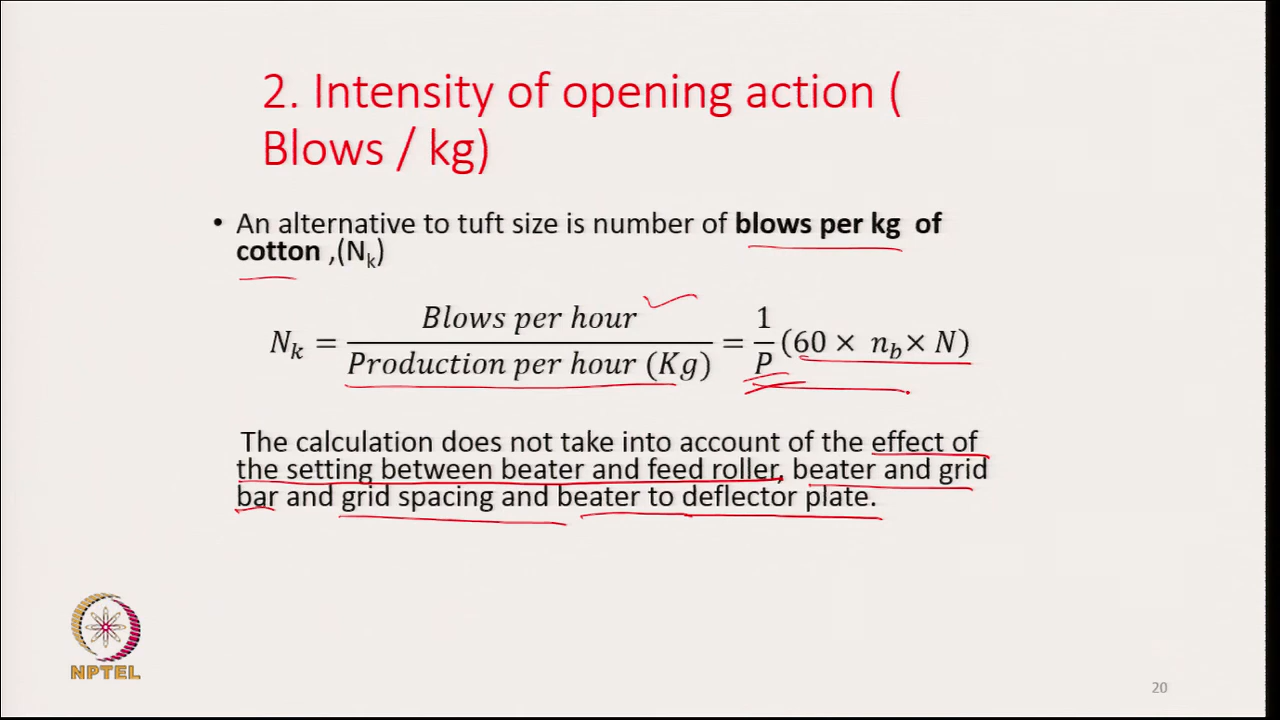 2. Intensity of opening action (
Blows / kg)
• An alternative to tuft size is number of blows per kg of
cotton ,(Nₖ)
Nₖ = Blows per hour / Production per hour (Kg) = 1 / P (60 × n_b × N)
The calculation does not take into account of the effect of
the setting between beater and feed roller, beater and grid
bar and grid spacing and beater to deflector plate.
NPTEL
20